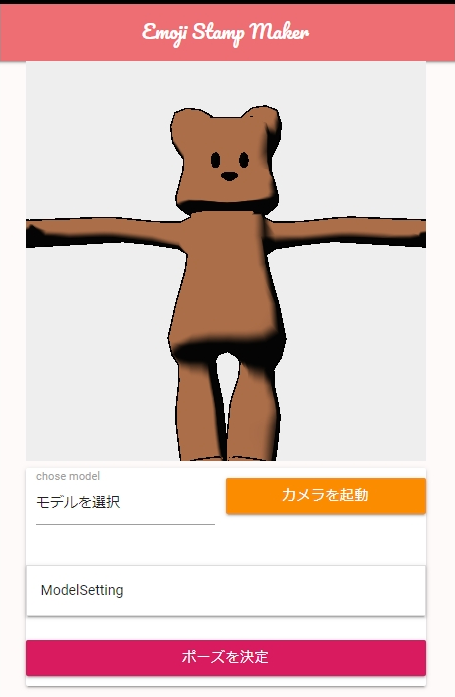 Emoji Stamp Maker
chose model
モデルを選択
カメラを起動
ModelSetting
ポーズを決定